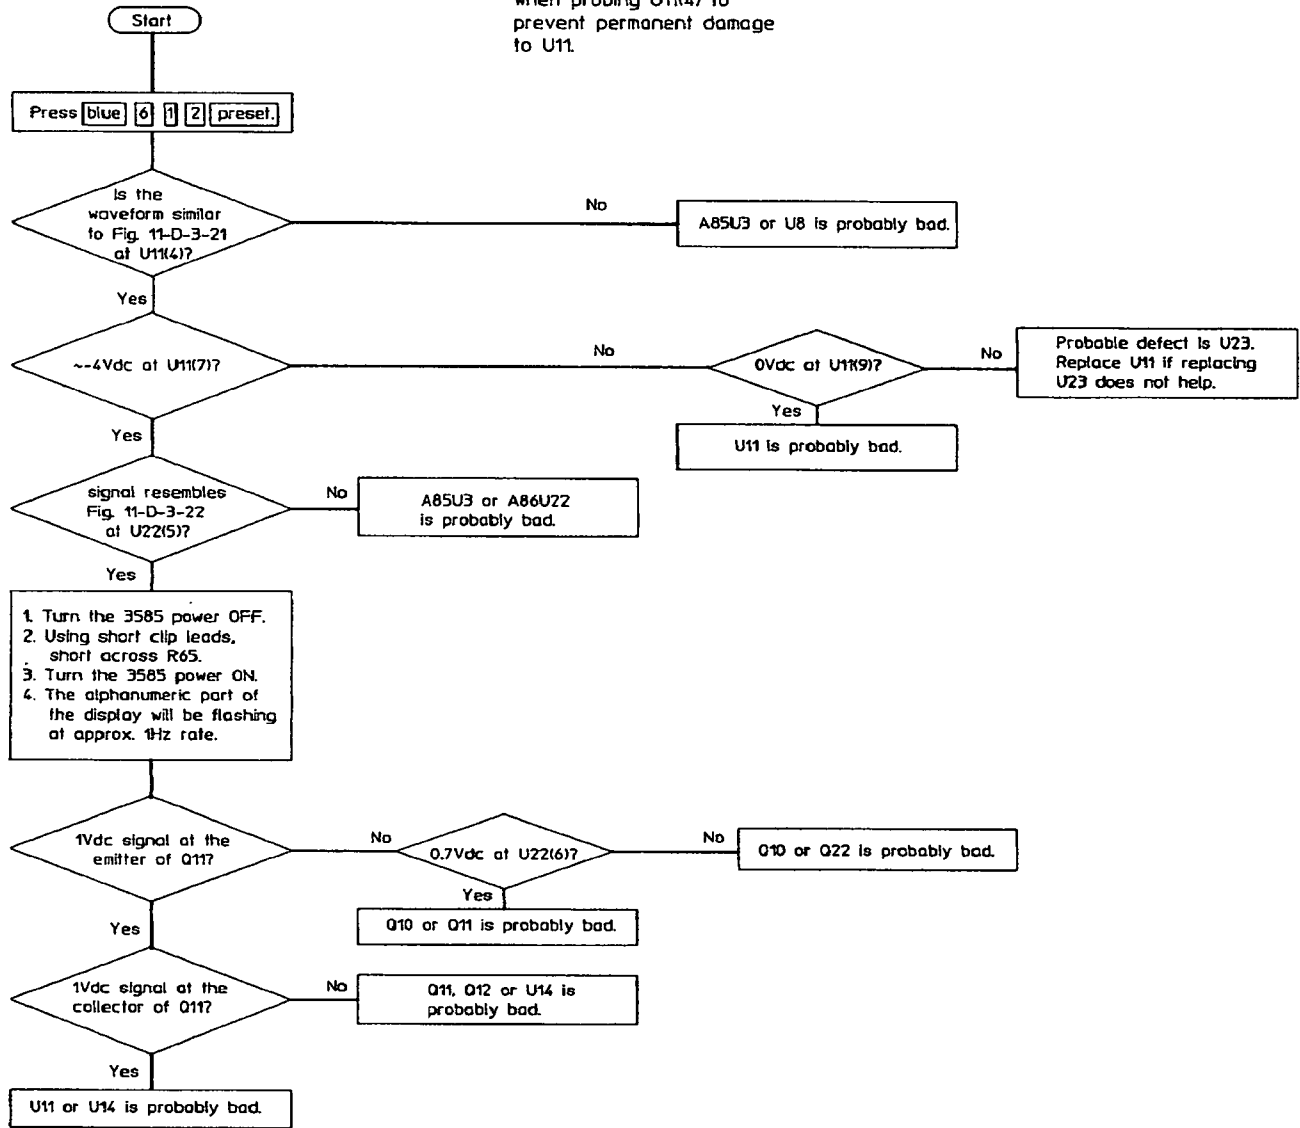 when probing U11(4) to
prevent permanent damage
to U11.
Start
Press blue 6 1 2 preset.
Is the
waveform similar
to Fig. 11-D-3-21
at U11(4)?
No
A85U3 or U8 is probably bad.
Yes
~-4Vdc at U11(7)?
No
0Vdc at U11(9)?
No
Probable defect is U23.
Replace U11 if replacing
U23 does not help.
Yes
U11 is probably bad.
Yes
signal resembles
Fig. 11-D-3-22
at U22(5)?
No
A85U3 or A86U22
is probably bad.
Yes
1. Turn the 3585 power OFF.
2. Using short clip leads,
short across R65.
3. Turn the 3585 power ON.
4. The alphanumeric part of
the display will be flashing
at approx. 1Hz rate.
1Vdc signal at the
emitter of Q11?
No
0.7Vdc at U22(6)?
No
Q10 or Q22 is probably bad.
Yes
Q10 or Q11 is probably bad.
Yes
1Vdc signal at the
collector of Q11?
No
Q11, Q12 or U14 is
probably bad.
Yes
U11 or U14 is probably bad.